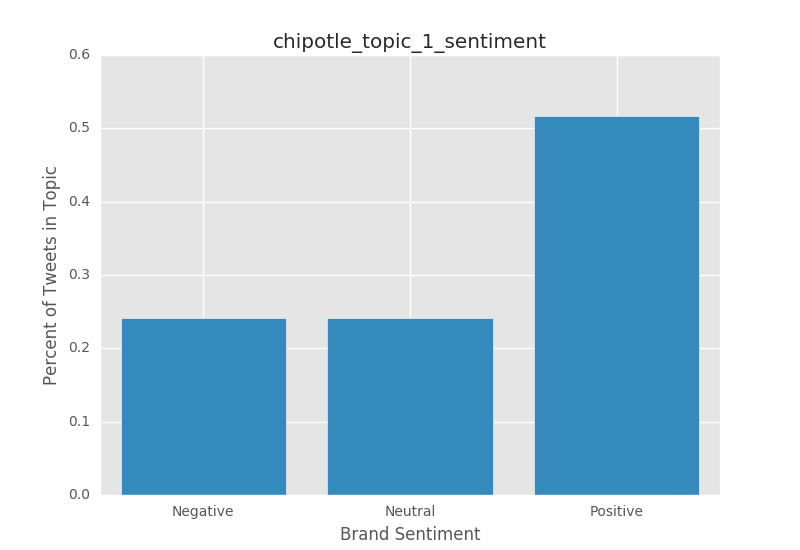 chipotle_topic_1_sentiment
0.6
0.5
0.4
0.3
0.2
0.1
0.0
Percent of Tweets in Topic
Negative Neutral Positive
Brand Sentiment